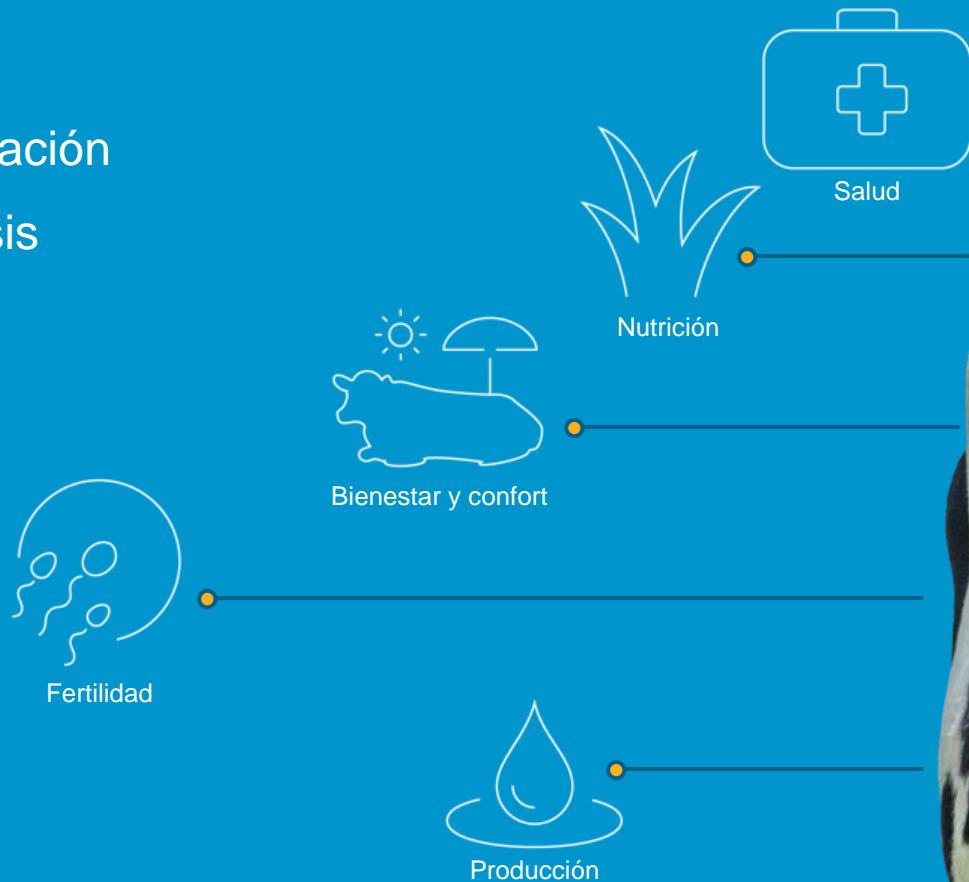 ación
sis
Salud
Nutrición
Bienestar y confort
Fertilidad
Producción